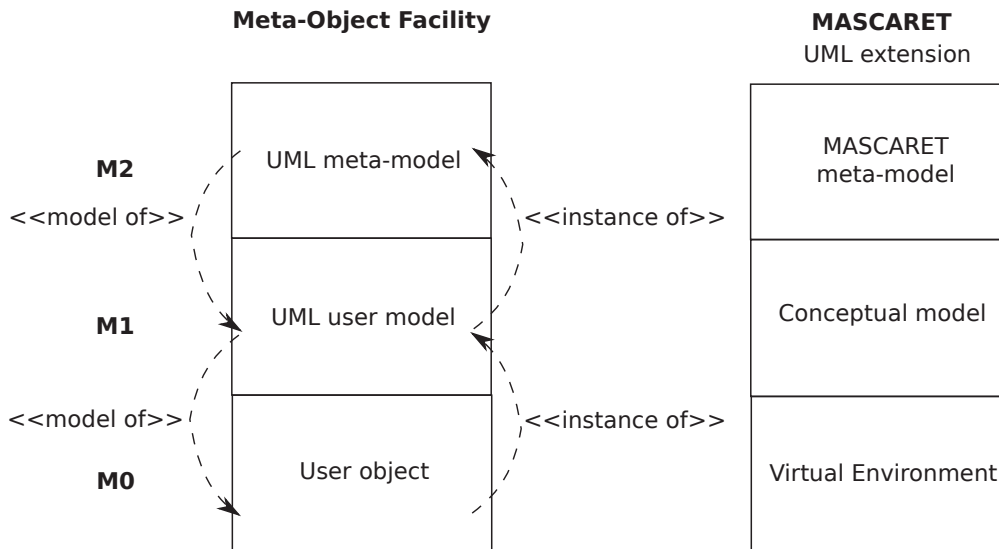 Meta-Object Facility
MASCARET
UML extension
M2
UML meta-model
MASCARET
meta-model
<<model of>>
<<instance of>>
M1
UML user model
Conceptual model
<<model of>>
<<instance of>>
M0
User object
Virtual Environment